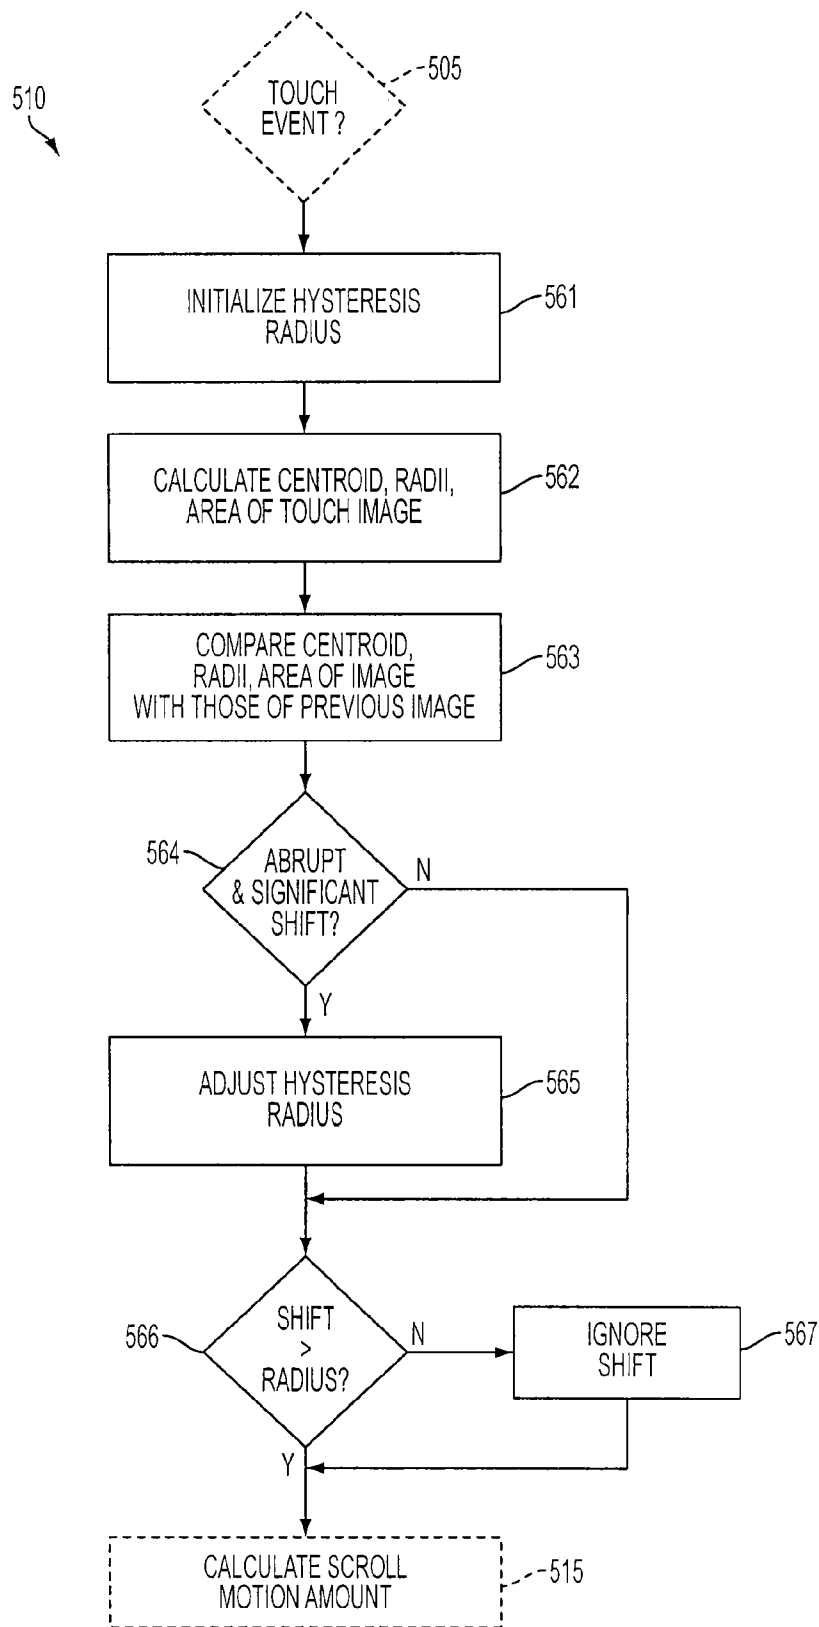 505
TOUCH
EVENT ?
510
INITIALIZE HYSTERESIS
RADIUS
561
CALCULATE CENTROID, RADII,
AREA OF TOUCH IMAGE
562
COMPARE CENTROID,
RADII, AREA OF IMAGE
WITH THOSE OF PREVIOUS IMAGE
563
564
ABRUPT
& SIGNIFICANT
SHIFT?
N
Y
ADJUST HYSTERESIS
RADIUS
565
566
SHIFT
>
RADIUS?
N
IGNORE
SHIFT
567
Y
CALCULATE SCROLL
MOTION AMOUNT
515